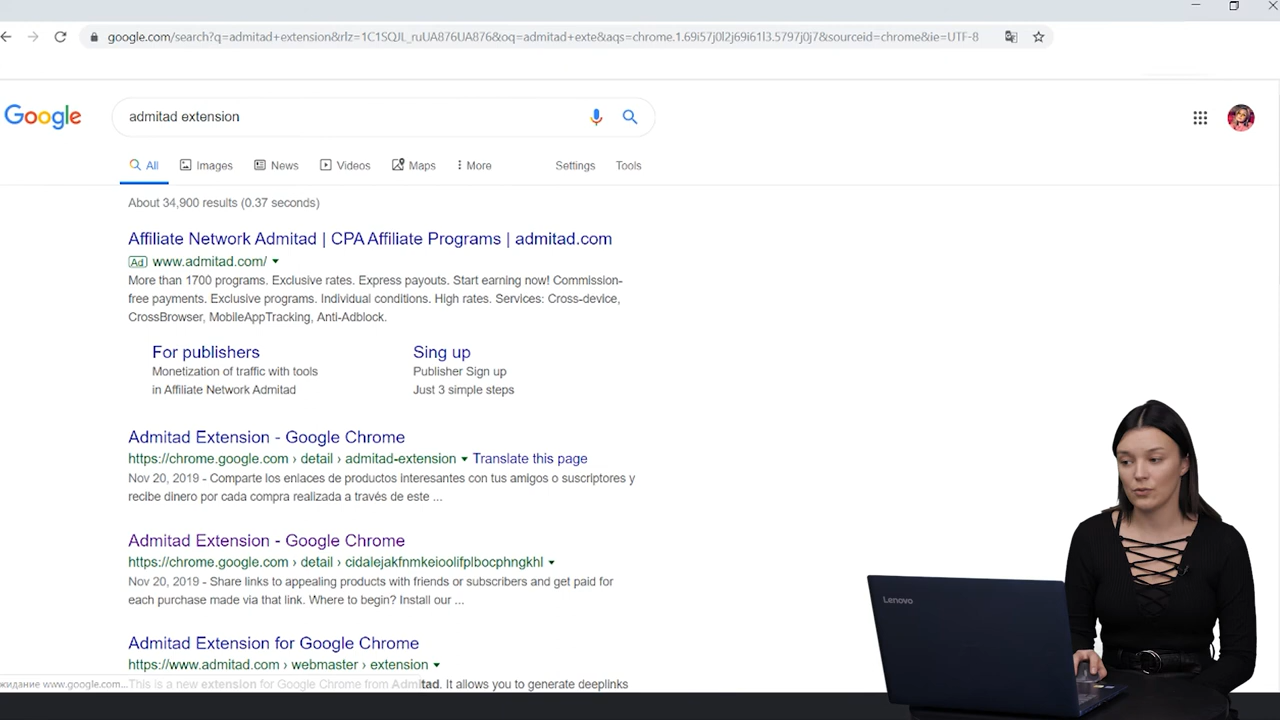 google.com/search?q=admitad+extension&rlz=1C1SQJL_ruUA876UA876&oq=admitad+exte&aqs=chrome.1.69i57j0l2j69i61l3.5797j0j7&sourceid=chrome&ie=UTF-8
Google
admitad extension
All Images News Videos Maps More Settings Tools
About 34,900 results (0.37 seconds)
Affiliate Network Admitad | CPA Affiliate Programs | admitad.com
Ad www.admitad.com/
More than 1700 programs. Exclusive rates. Express payouts. Start earning now! Commission-
free payments. Exclusive programs. Individual conditions. High rates. Services: Cross-device,
CrossBrowser, MobileAppTracking, Anti-Adblock.
For publishers
Monetization of traffic with tools
in Affiliate Network Admitad
Sing up
Publisher Sign up
Just 3 simple steps
Admitad Extension - Google Chrome
https://chrome.google.com › detail › admitad-extension Translate this page
Nov 20, 2019 - Comparte los enlaces de productos interesantes con tus amigos o suscriptores y
recibe dinero por cada compra realizada a través de este ...
Admitad Extension - Google Chrome
https://chrome.google.com › detail › cidalejakfnmkeioolifplbocphngkhl
Nov 20, 2019 - Share links to appealing products with friends or subscribers and get paid for
each purchase made via that link. Where to begin? Install our ...
Admitad Extension for Google Chrome
https://www.admitad.com › webmaster › extension
жидание www.google.com...
This is a new extension for Google Chrome from Admitad. It allows you to generate deeplinks
Lenovo